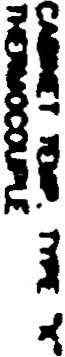 CABINET TEMP. TYPE "K"
THERMOCOUPLE